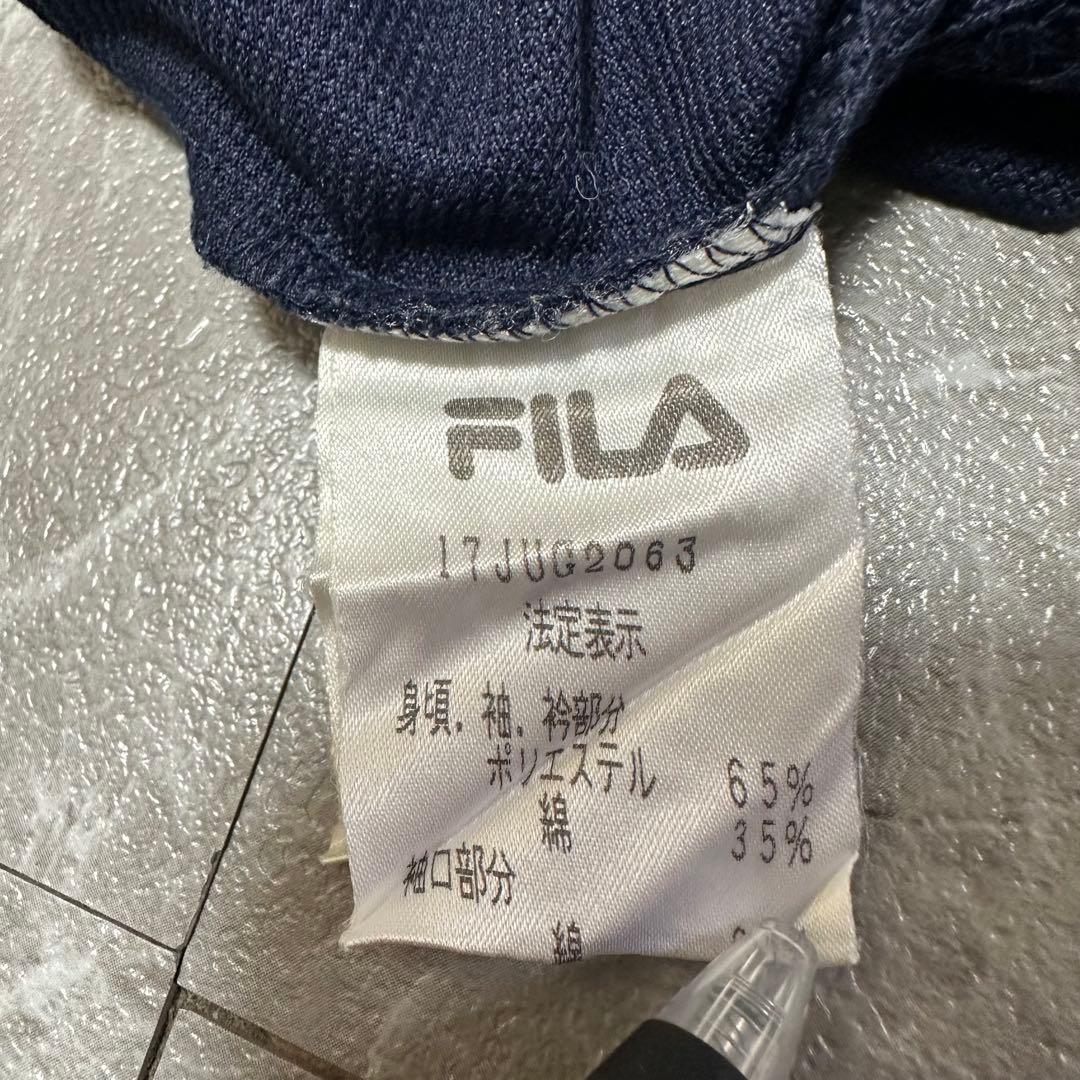 FILA
17JUG2063
法定表示
身頃．袖．衿部分
ポリエステル 65%
綿 35%
袖口部分
綿